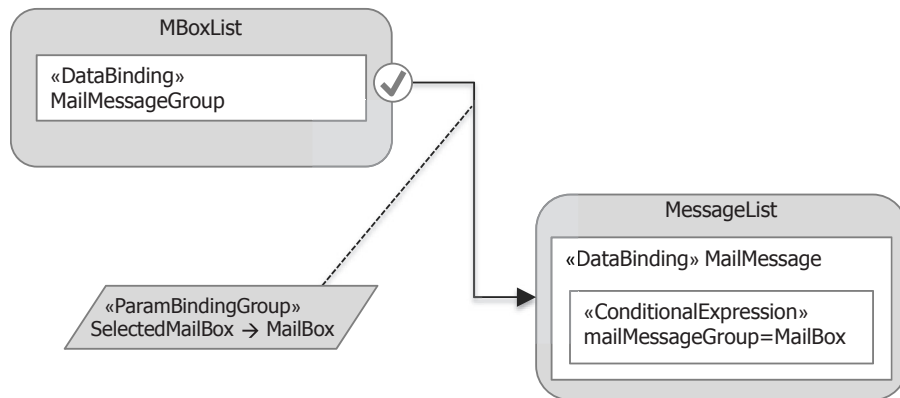 MBoxList
«DataBinding»
MailMessageGroup
MessageList
«DataBinding» MailMessage
«ConditionalExpression»
mailMessageGroup=MailBox
«ParamBindingGroup»
SelectedMailBox → MailBox